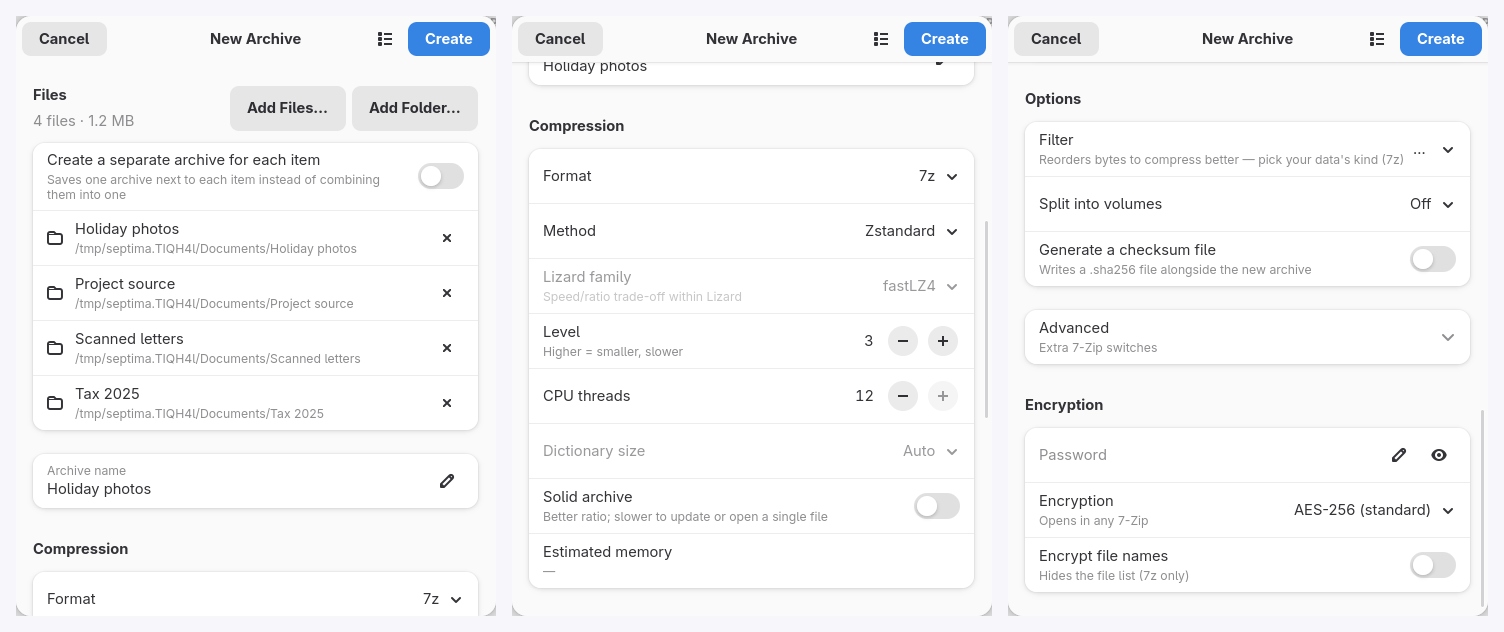 Cancel
New Archive
Create
Files
4 files · 1.2 MB
Add Files...
Add Folder...
Create a separate archive for each item
Saves one archive next to each item instead of combining
them into one
Holiday photos
/tmp/septima.TIQH4I/Documents/Holiday photos
Project source
/tmp/septima.TIQH4I/Documents/Project source
Scanned letters
/tmp/septima.TIQH4I/Documents/Scanned letters
Tax 2025
/tmp/septima.TIQH4I/Documents/Tax 2025
Archive name
Holiday photos
Compression
Format
7z
Cancel
New Archive
Create
Holiday photos
Compression
Format
7z
Method
Zstandard
Lizard family
Speed/ratio trade-off within Lizard
fastLZ4
Level
Higher = smaller, slower
3
CPU threads
12
Dictionary size
Auto
Solid archive
Better ratio; slower to update or open a single file
Estimated memory
—
Cancel
New Archive
Create
Options
Filter
Reorders bytes to compress better — pick your data's kind (7z)
...
Split into volumes
Off
Generate a checksum file
Writes a .sha256 file alongside the new archive
Advanced
Extra 7-Zip switches
Encryption
Password
Encryption
Opens in any 7-Zip
AES-256 (standard)
Encrypt file names
Hides the file list (7z only)